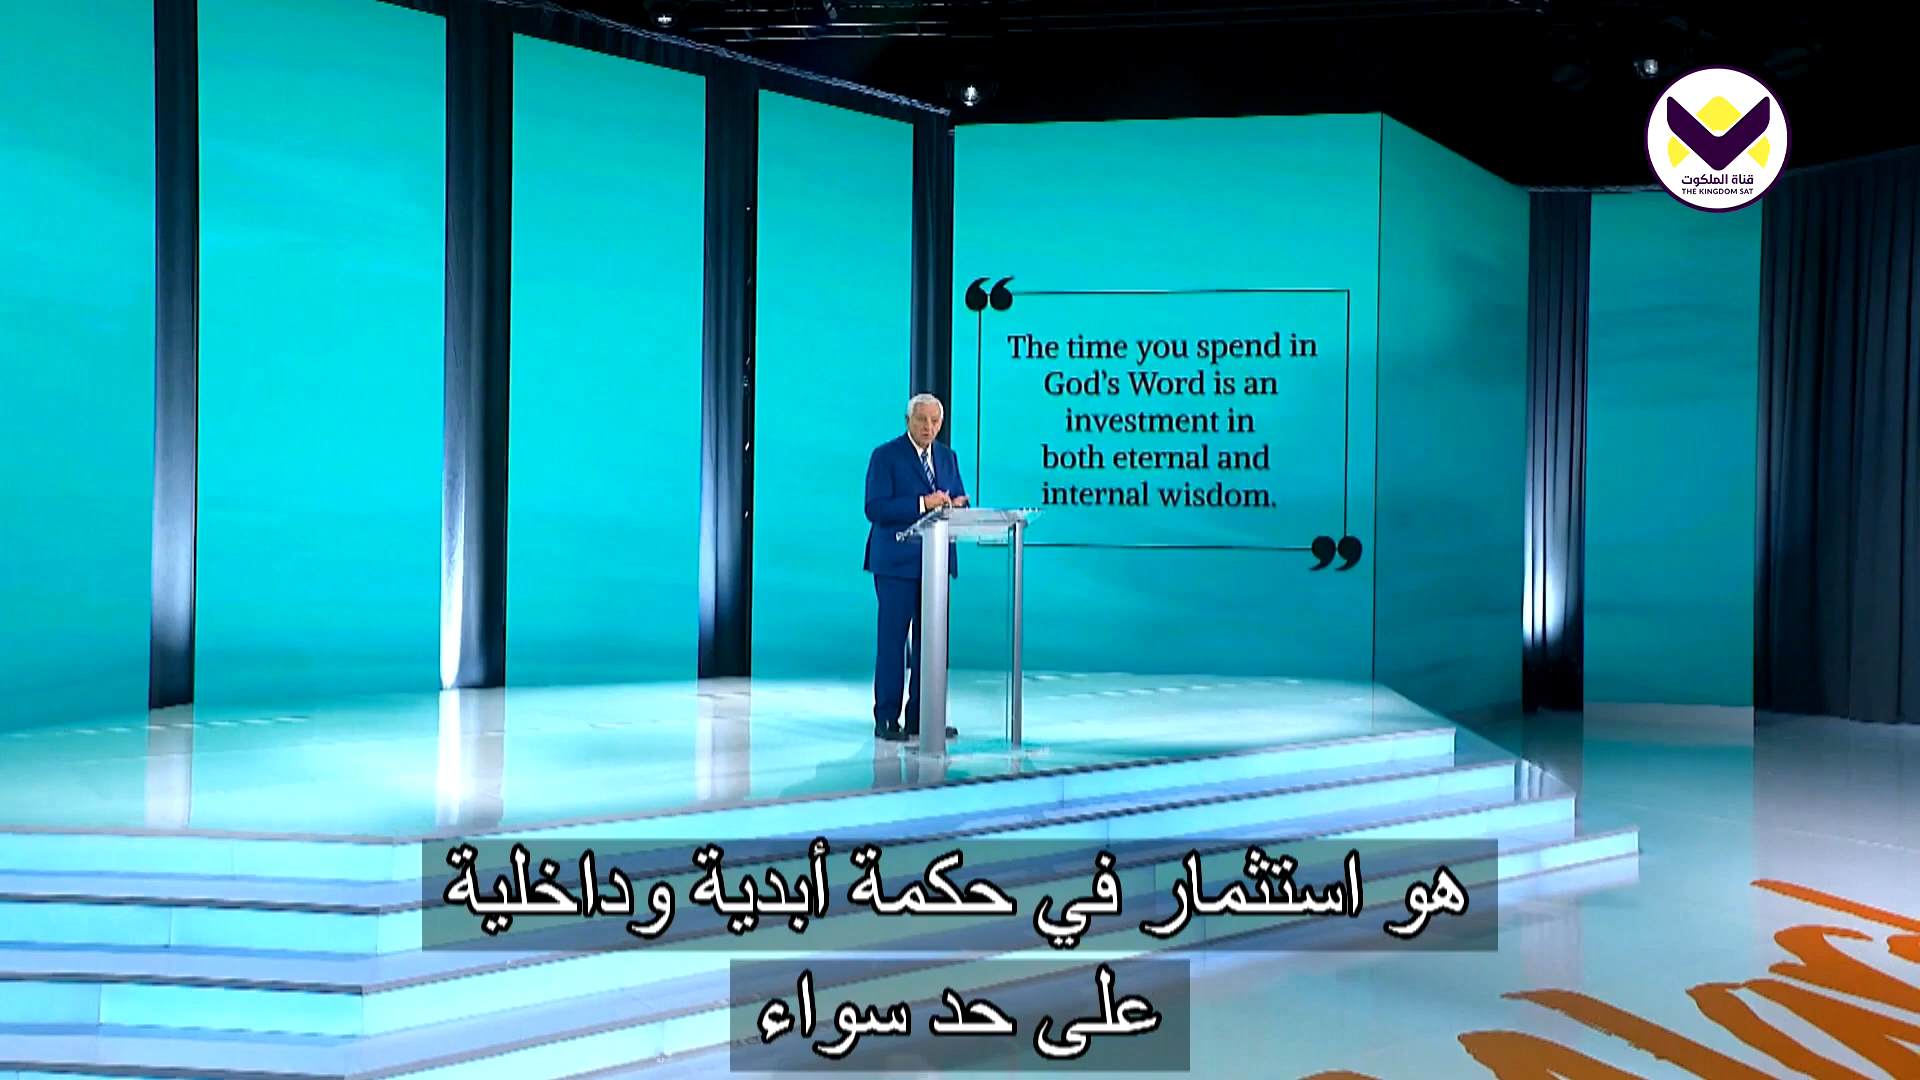 قناة الملكوت
THE KINGDOM SAT
“
The time you spend in
God’s Word is an
investment in
both eternal and
internal wisdom.
”
هو استثمار في حكمة أبدية وداخلية
على حد سواء